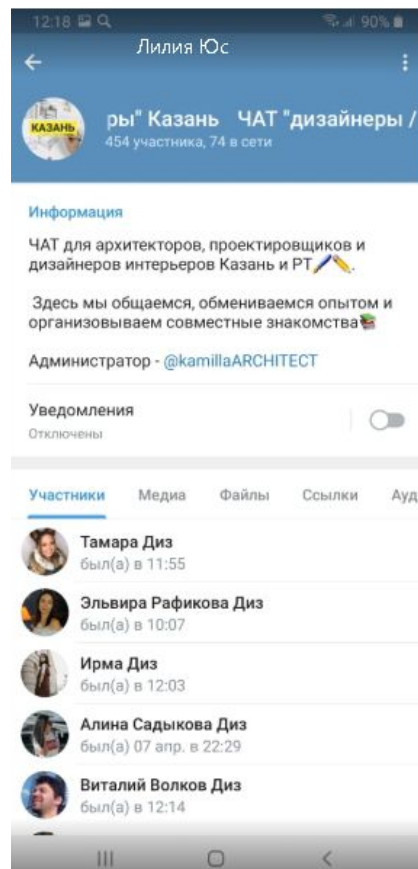 12:18 90%
Лилия Юс
КАЗАНЬ
ры" Казань ЧАТ "дизайнеры /
454 участника, 74 в сети
Информация
ЧАТ для архитекторов, проектировщиков и
дизайнеров интерьеров Казань и РТ🖊✏.
Здесь мы общаемся, обмениваемся опытом и
организовываем совместные знакомства📚
Администратор - @kamillaARCHITECT
Уведомления
Отключены
Участники Медиа Файлы Ссылки Ауд
Тамара Диз
был(а) в 11:55
Эльвира Рафикова Диз
был(а) в 10:07
Ирма Диз
был(а) в 12:03
Алина Садыкова Диз
был(а) 07 апр. в 22:29
Виталий Волков Диз
был(а) в 12:14